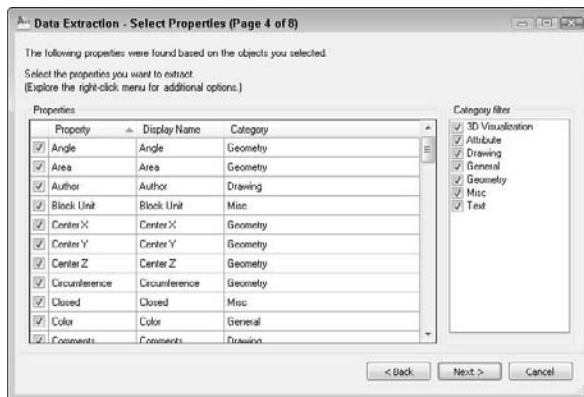 Data Extraction - Select Properties (Page 4 of 8)
The following properties were found based on the objects you selected.
Select the properties you want to extract.
(Explore the right-click menu for additional options.)
Properties
Property Display Name Category
Angle Angle Geometry
Area Area Geometry
Author Author Drawing
Block Unit Block Unit Misc
Center X Center X Geometry
Center Y Center Y Geometry
Center Z Center Z Geometry
Circumference Circumference Geometry
Closed Closed Misc
Color Color General
Comments Comments Drawing
Category filter
3D Visualization
Attribute
Drawing
General
Geometry
Misc
Text
< Back Next > Cancel